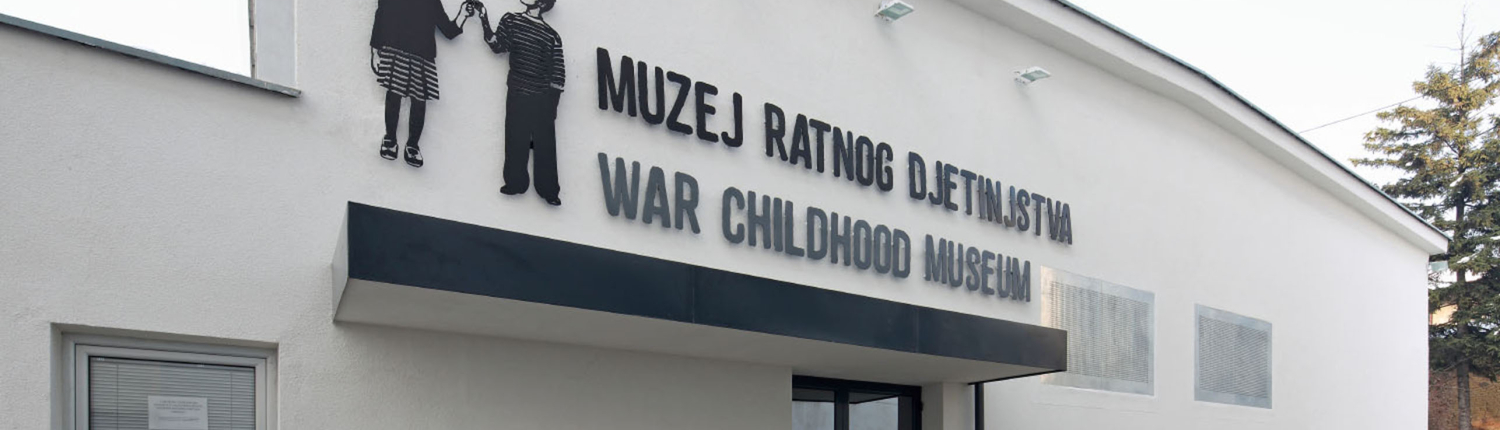 MUZEJ RATNOG DJETINJSTVA
WAR CHILDHOOD MUSEUM